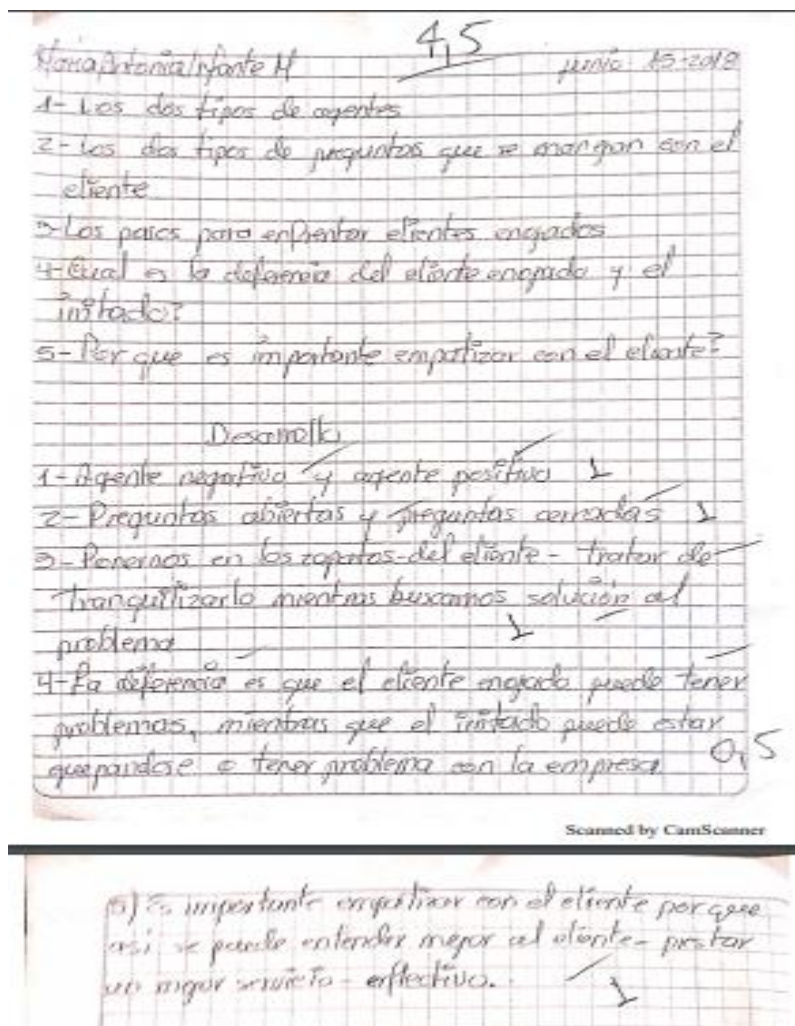 4,5
Maria Antonia Infante M junio 15-2018
1- Los dos tipos de agentes
2- Los dos tipos de preguntas que se manejan con el
cliente
3- Los pasos para enfrentar clientes enojados
4- Cual es la deferencia del cliente enojado y el
irritado?
5- Por que es importante empatizar con el cliente?
Desarrollo
1- Agente negativo y agente positivo 1
2- Preguntas abiertas y preguntas cerradas 1
3- Ponernos en los zapatos del cliente - tratar de
tranquilizarlo mientras buscamos solución al
problema 1
4- La deferencia es que el cliente enojado puede tener
problemas, mientras que el irritado puede estar
quejandose o tener problema con la empresa. 0,5
Scanned by CamScanner
5) Es importante empatizar con el cliente porque
asi se puede entender mejor al cliente - prestar
un mejor servicio - effectivo. 1